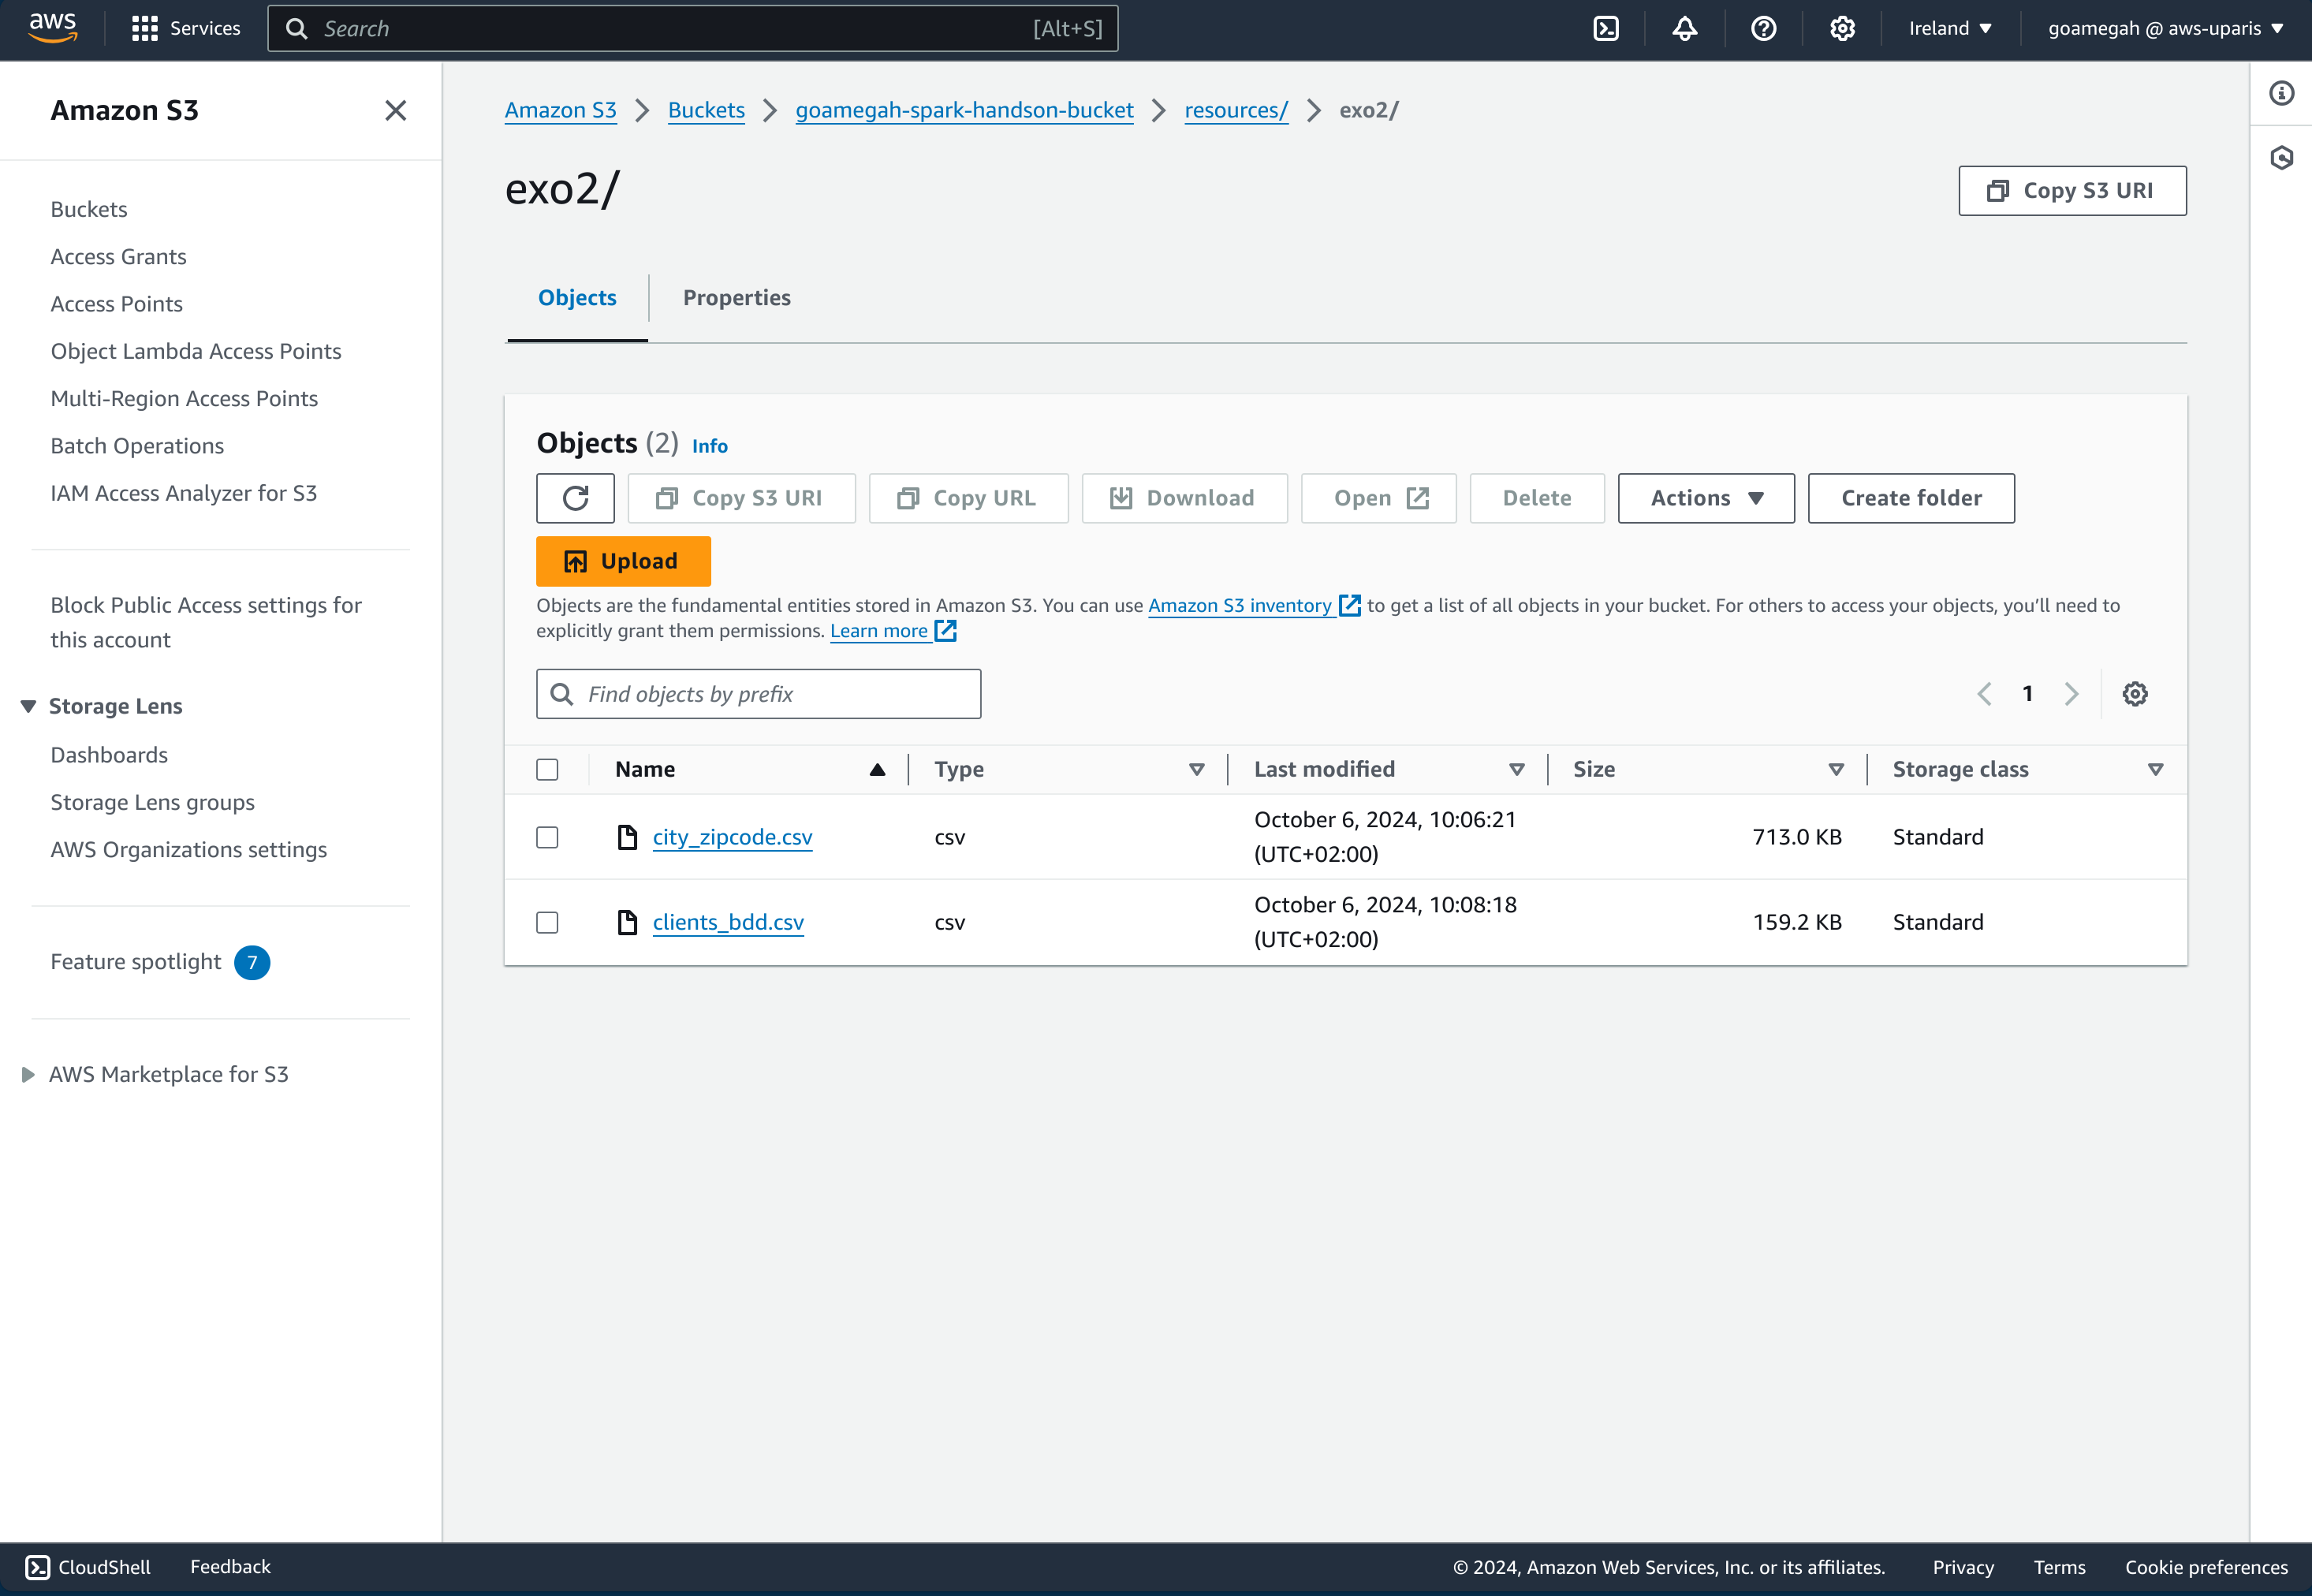 aws
Services
Search
[Alt+S]
Ireland
goamegah @ aws-uparis
Amazon S3
Buckets
Access Grants
Access Points
Object Lambda Access Points
Multi-Region Access Points
Batch Operations
IAM Access Analyzer for S3
Block Public Access settings for
this account
Storage Lens
Dashboards
Storage Lens groups
AWS Organizations settings
Feature spotlight 7
AWS Marketplace for S3
Amazon S3 Buckets goamegah-spark-handson-bucket resources/ exo2/
exo2/
Copy S3 URI
Objects Properties
Objects (2) Info
Copy S3 URI Copy URL Download Open Delete Actions Create folder
Upload
Objects are the fundamental entities stored in Amazon S3. You can use Amazon S3 inventory to get a list of all objects in your bucket. For others to access your objects, you’ll need to
explicitly grant them permissions. Learn more
Find objects by prefix
1
Name Type Last modified Size Storage class
city_zipcode.csv csv October 6, 2024, 10:06:21 713.0 KB Standard
(UTC+02:00)
clients_bdd.csv csv October 6, 2024, 10:08:18 159.2 KB Standard
(UTC+02:00)
CloudShell Feedback © 2024, Amazon Web Services, Inc. or its affiliates. Privacy Terms Cookie preferences